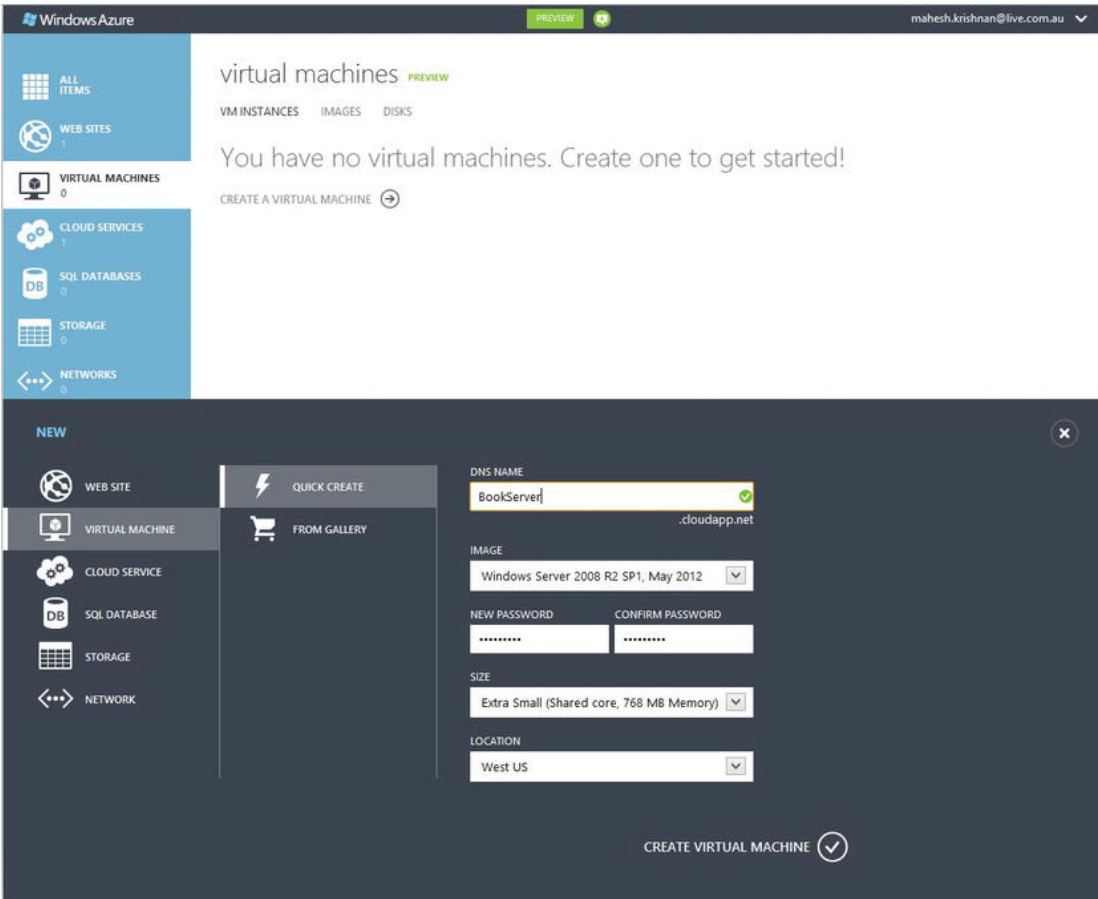 Windows Azure
PREVIEW
mahesh.krishnan@live.com.au
ALL ITEMS
WEB SITES
1
VIRTUAL MACHINES
0
CLOUD SERVICES
1
SQL DATABASES
0
STORAGE
0
NETWORKS
0
virtual machines PREVIEW
VM INSTANCES IMAGES DISKS
You have no virtual machines. Create one to get started!
CREATE A VIRTUAL MACHINE
NEW
WEB SITE
VIRTUAL MACHINE
CLOUD SERVICE
DB SQL DATABASE
STORAGE
NETWORK
QUICK CREATE
FROM GALLERY
DNS NAME
BookServer
.cloudapp.net
IMAGE
Windows Server 2008 R2 SP1, May 2012
NEW PASSWORD CONFIRM PASSWORD
••••••••• •••••••••
SIZE
Extra Small (Shared core, 768 MB Memory)
LOCATION
West US
CREATE VIRTUAL MACHINE